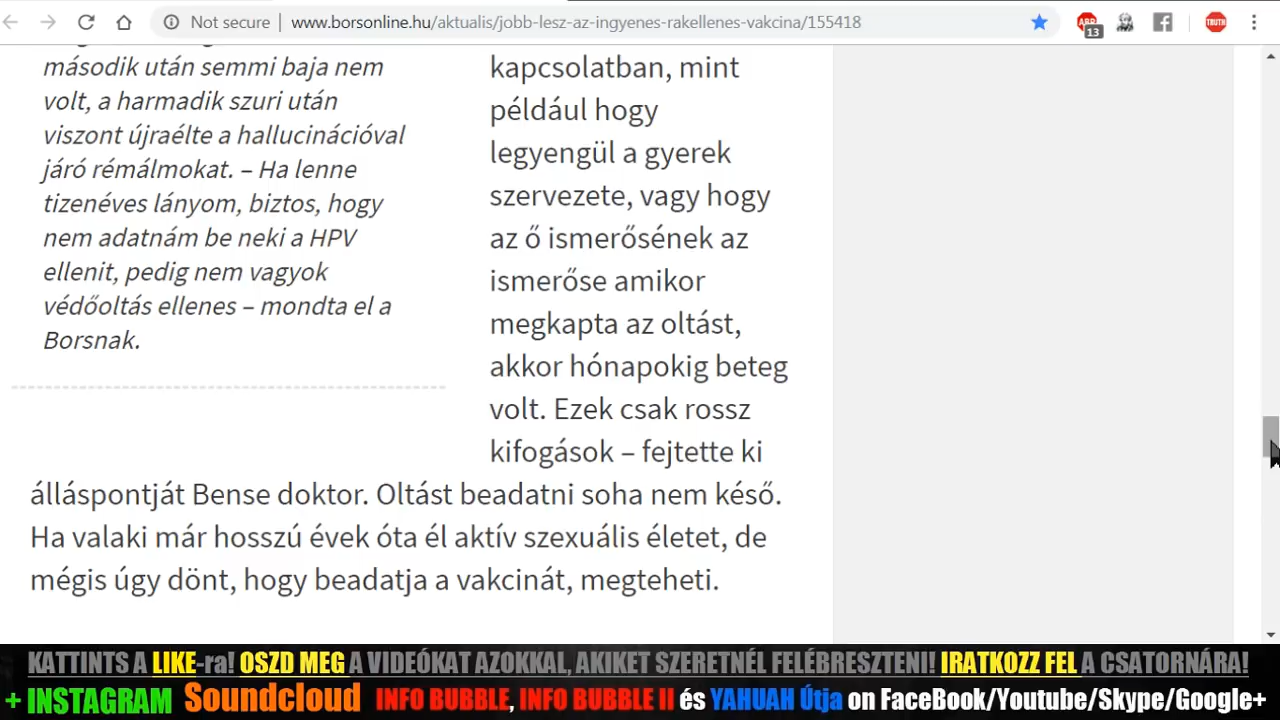 Not secure | www.borsonline.hu/aktualis/jobb-lesz-az-ingyenes-rakellenes-vakcina/155418
ABP
13
TRUTH
második után semmi baja nem
volt, a harmadik szuri után
viszont újraélte a hallucinációval
járó rémálmokat. – Ha lenne
tizenéves lányom, biztos, hogy
nem adatnám be neki a HPV
ellenit, pedig nem vagyok
védőoltás ellenes – mondta el a
Borsnak.
kapcsolatban, mint
például hogy
legyengül a gyerek
szervezete, vagy hogy
az ő ismerősének az
ismerőse amikor
megkapta az oltást,
akkor hónapokig beteg
volt. Ezek csak rossz
kifogások – fejtette ki
álláspontját Bense doktor. Oltást beadatni soha nem késő.
Ha valaki már hosszú évek óta él aktív szexuális életet, de
mégis úgy dönt, hogy beadatja a vakcinát, megteheti.
KATTINTS A LIKE-ra! OSZD MEG A VIDEÓKAT AZOKKAL, AKIKET SZERETNÉL FELÉBRESZTENI! IRATKOZZ FEL A CSATORNÁRA!
+ INSTAGRAM Soundcloud INFO BUBBLE, INFO BUBBLE II és YAHUAH Útja on FaceBook/Youtube/Skype/Google+